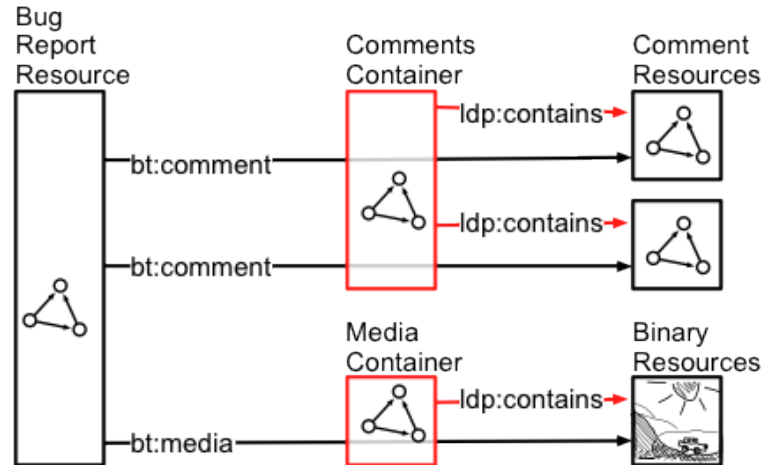 Bug
Report
Resource
Comments
Container
Comment
Resources
ldp:contains
bt:comment
ldp:contains
bt:comment
Media
Container
Binary
Resources
ldp:contains
bt:media